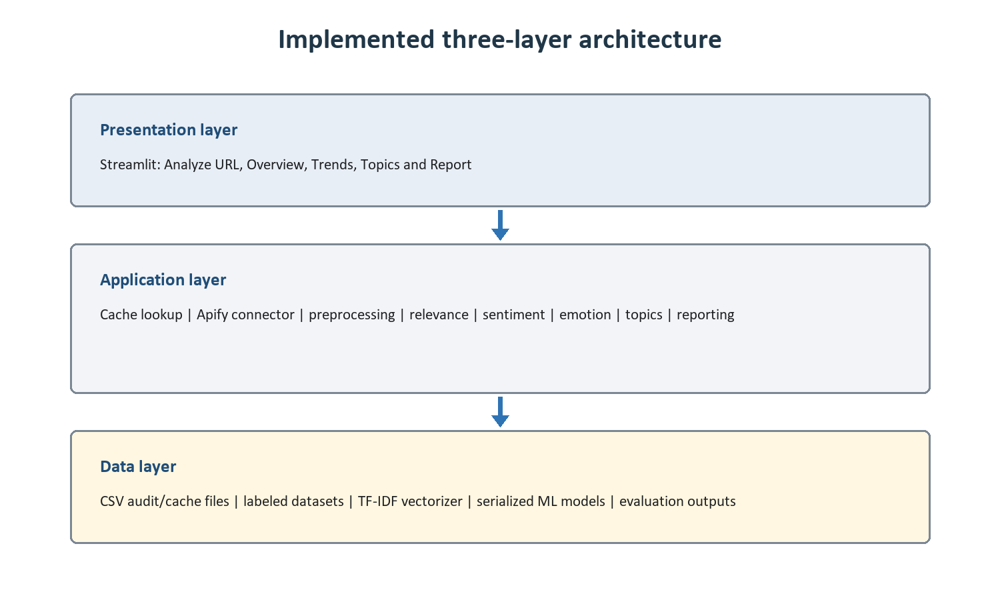 Implemented three-layer architecture
Presentation layer
Streamlit: Analyze URL, Overview, Trends, Topics and Report
Application layer
Cache lookup | Apify connector | preprocessing | relevance | sentiment | emotion | topics | reporting
Data layer
CSV audit/cache files | labeled datasets | TF-IDF vectorizer | serialized ML models | evaluation outputs